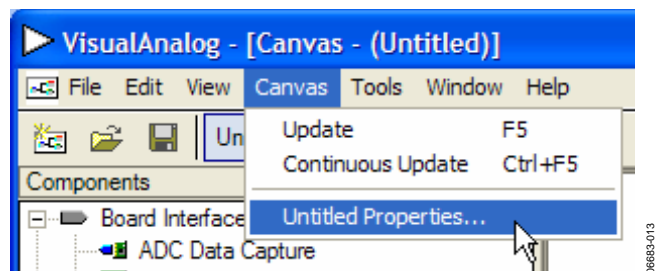 VisualAnalog - [Canvas - (Untitled)]
File Edit View Canvas Tools Window Help
Un
Update F5
Continuous Update Ctrl+F5
Components
Untitled Properties...
Board Interface
ADC Data Capture
06683-013